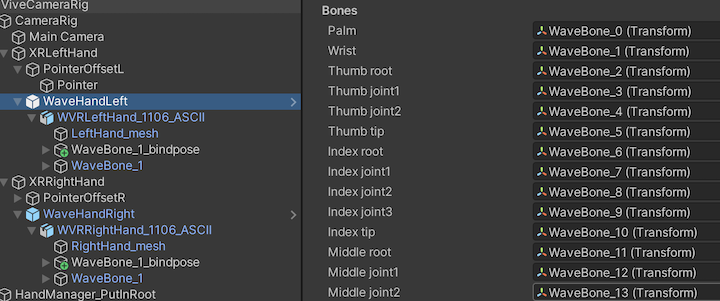 ViveCameraRig
CameraRig
Main Camera
XRLeftHand
PointerOffsetL
Pointer
WaveHandLeft
WVRLeftHand_1106_ASCII
LeftHand_mesh
WaveBone_1_bindpose
WaveBone_1
XRRightHand
PointerOffsetR
WaveHandRight
WVRRightHand_1106_ASCII
RightHand_mesh
WaveBone_1_bindpose
WaveBone_1
HandManager_PutInRoot
Bones
Palm WaveBone_0 (Transform)
Wrist WaveBone_1 (Transform)
Thumb root WaveBone_2 (Transform)
Thumb joint1 WaveBone_3 (Transform)
Thumb joint2 WaveBone_4 (Transform)
Thumb tip WaveBone_5 (Transform)
Index root WaveBone_6 (Transform)
Index joint1 WaveBone_7 (Transform)
Index joint2 WaveBone_8 (Transform)
Index joint3 WaveBone_9 (Transform)
Index tip WaveBone_10 (Transform)
Middle root WaveBone_11 (Transform)
Middle joint1 WaveBone_12 (Transform)
Middle joint2 WaveBone_13 (Transform)